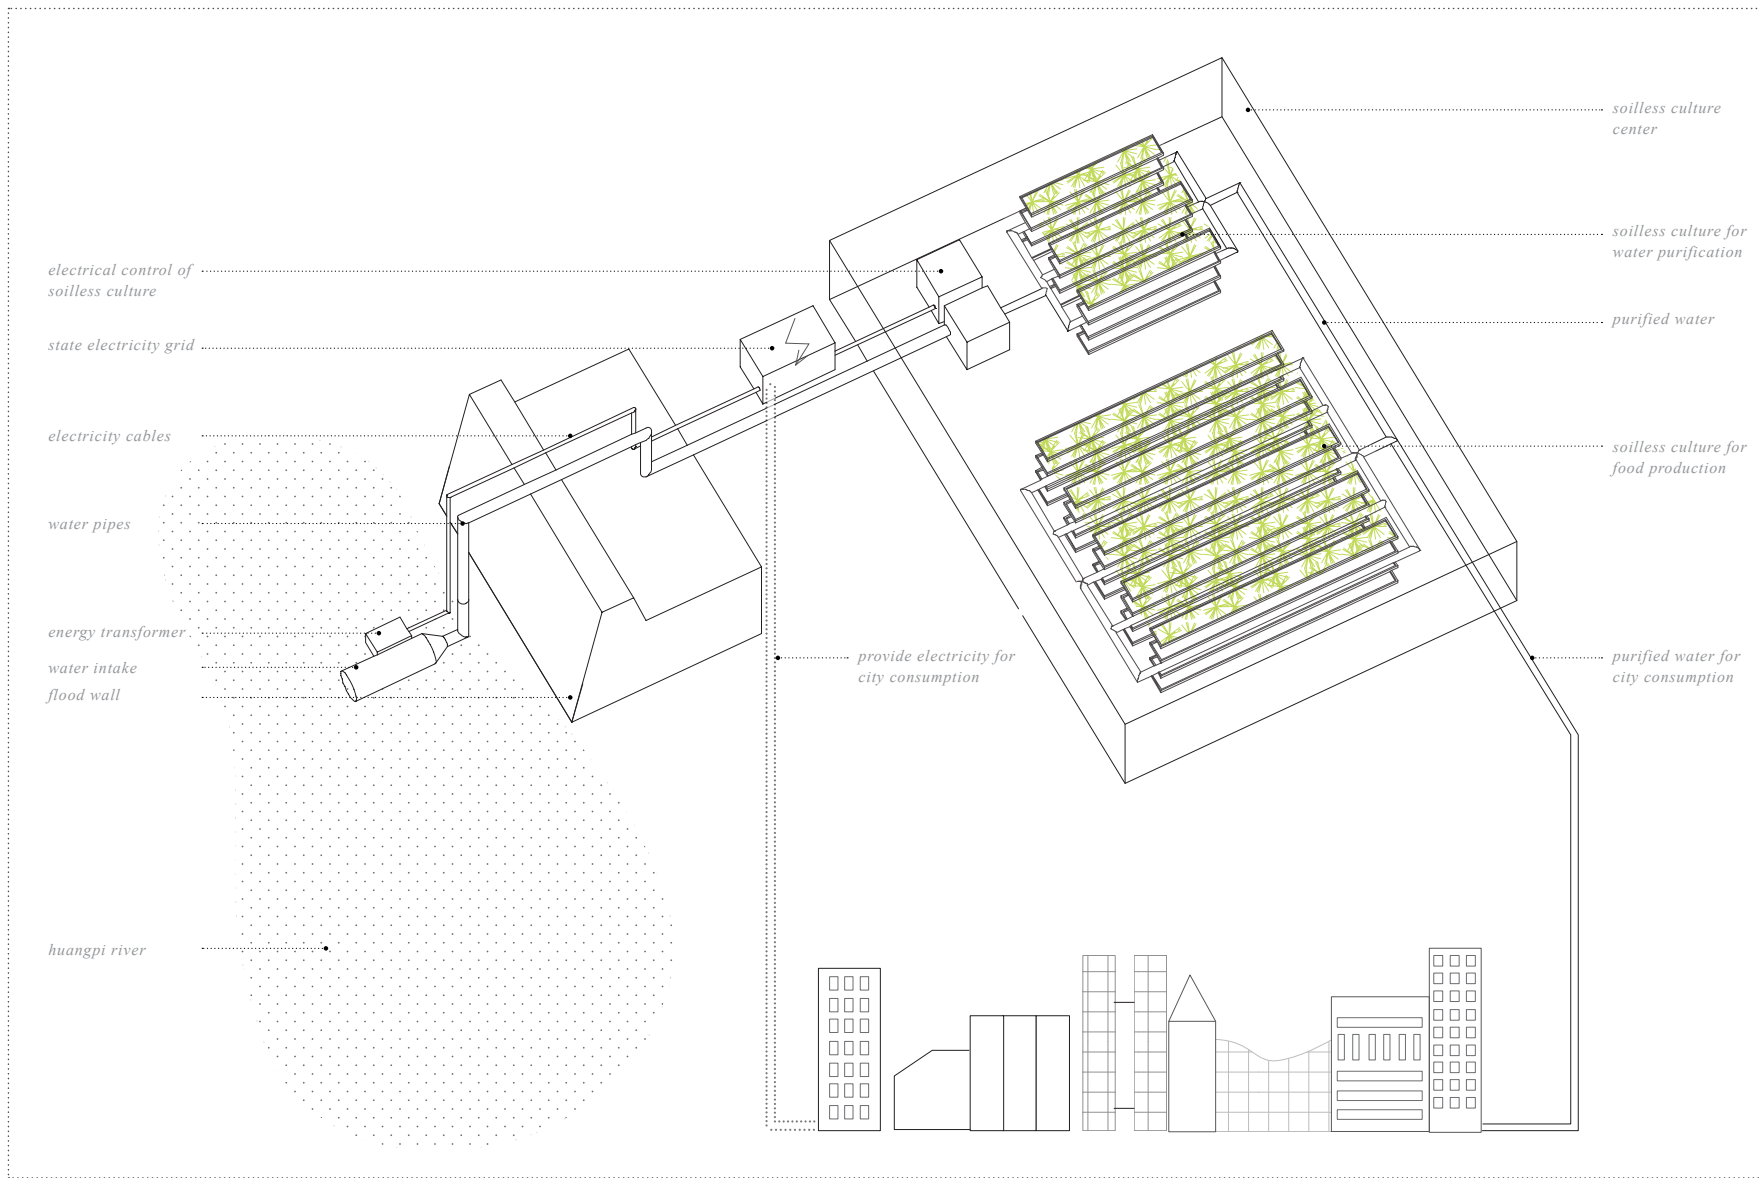 electrical control of
soilless culture
state electricity grid
electricity cables
water pipes
energy transformer
water intake
flood wall
huangpi river
provide electricity for
city consumption
soilless culture
center
soilless culture for
water purification
purified water
soilless culture for
food production
purified water for
city consumption